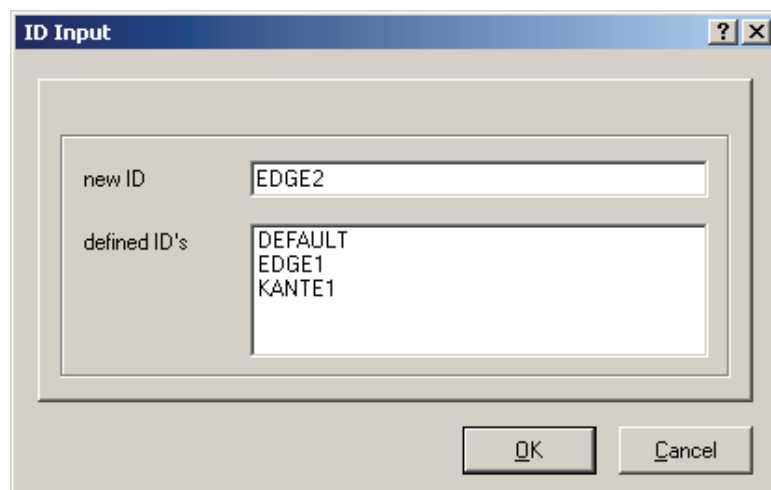 ID Input
new ID EDGE2
defined ID's DEFAULT
EDGE1
KANTE1
OK Cancel